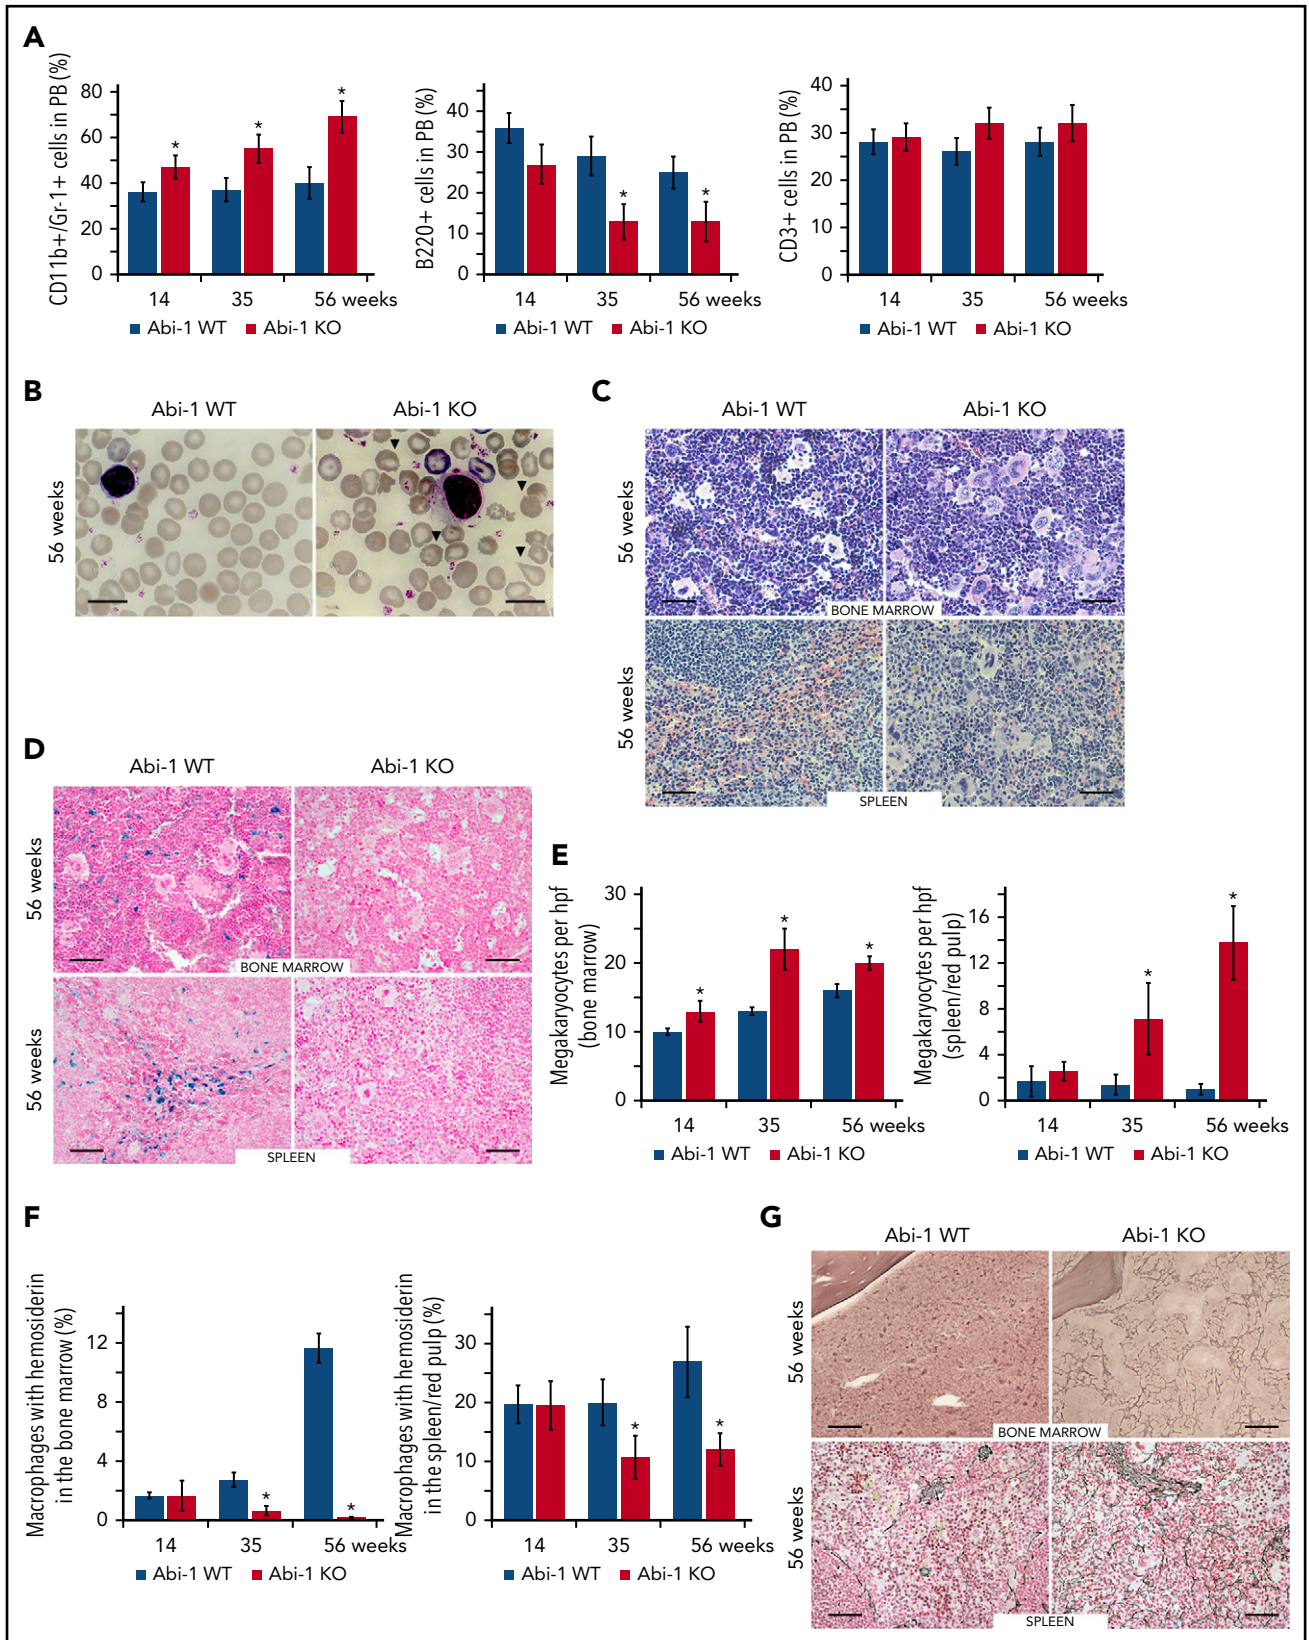 A
CD11b+/Gr-1+ cells in PB (%)
80
60
40
20
0
*
*
*
14
35
56 weeks
Abi-1 WT
Abi-1 KO
B220+ cells in PB (%)
40
30
20
10
0
*
*
14
35
56 weeks
Abi-1 WT
Abi-1 KO
CD3+ cells in PB (%)
40
30
20
10
0
14
35
56 weeks
Abi-1 WT
Abi-1 KO
B
Abi-1 WT
Abi-1 KO
56 weeks
C
Abi-1 WT
Abi-1 KO
56 weeks
BONE MARROW
56 weeks
SPLEEN
D
Abi-1 WT
Abi-1 KO
56 weeks
BONE MARROW
56 weeks
SPLEEN
E
Megakaryocytes per hpf
(bone marrow)
30
20
10
0
*
*
*
14
35
56 weeks
Abi-1 WT
Abi-1 KO
Megakaryocytes per hpf
(spleen/red pulp)
16
12
8
4
0
*
*
14
35
56 weeks
Abi-1 WT
Abi-1 KO
F
Macrophages with hemosiderin
in the bone marrow (%)
12
8
4
0
*
*
14
35
56 weeks
Abi-1 WT
Abi-1 KO
Macrophages with hemosiderin
in the spleen/red pulp (%)
30
20
10
0
*
*
14
35
56 weeks
Abi-1 WT
Abi-1 KO
G
Abi-1 WT
Abi-1 KO
56 weeks
BONE MARROW
56 weeks
SPLEEN